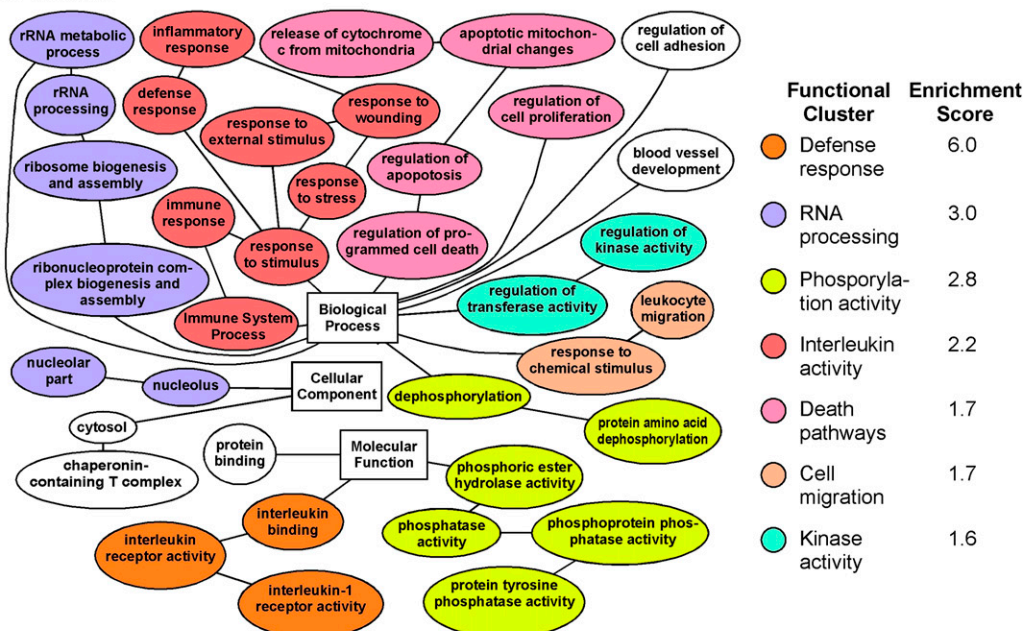 rRNA metabolic
process
inflammatory
response
release of cytochrome
c from mitochondria
apoptotic mitochon-
drial changes
regulation of
cell adhesion
rRNA
processing
defense
response
response to
external stimulus
response to
wounding
regulation of
cell proliferation
ribosome biogenesis
and assembly
immune
response
response
to stress
regulation of
apopotosis
blood vessel
development
ribonucleoprotein com-
plex biogenesis and
assembly
response
to stimulus
regulation of pro-
grammed cell death
regulation of
kinase activity
Immune System
Process
Biological
Process
regulation of
transferase activity
leukocyte
migration
response to
chemical stimulus
nucleolar
part
nucleolus
Cellular
Component
dephosphorylation
protein amino acid
dephosphorylation
cytosol
chaperonin-
containing T complex
protein
binding
Molecular
Function
phosphoric ester
hydrolase activity
interleukin
binding
phosphatase
activity
phosphoprotein phos-
phatase activity
interleukin
receptor activity
interleukin-1
receptor activity
protein tyrosine
phosphatase activity
Functional Enrichment
Cluster Score
Defense 6.0
response
RNA 3.0
processing
Phosporyla- 2.8
tion activity
Interleukin 2.2
activity
Death 1.7
pathways
Cell 1.7
migration
Kinase 1.6
activity